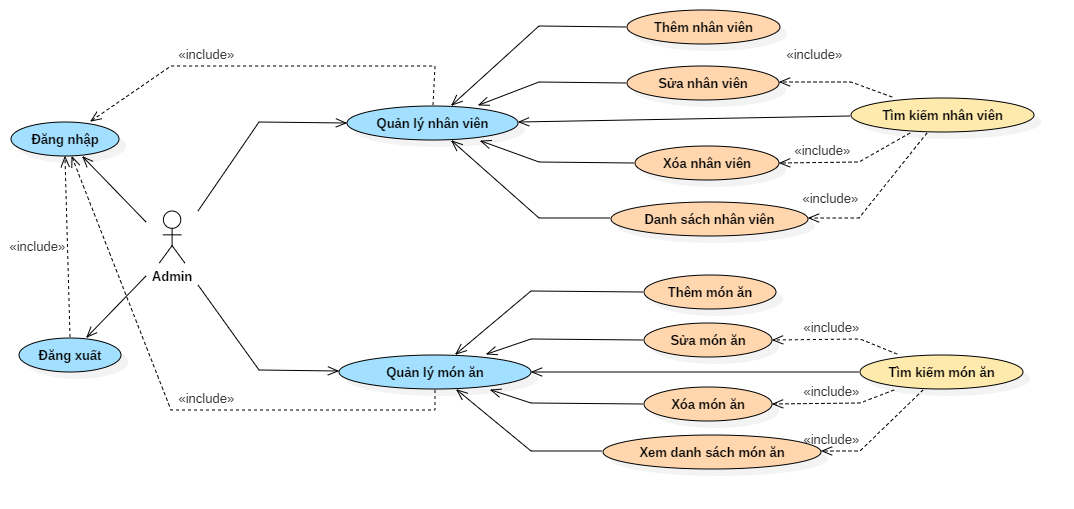 Thêm nhân viên
«include»
«include»
Sửa nhân viên
Tìm kiếm nhân viên
Quản lý nhân viên
Đăng nhập
«include»
Xóa nhân viên
«include»
Danh sách nhân viên
«include»
Admin
Thêm món ăn
«include»
Sửa món ăn
Đăng xuất
Quản lý món ăn
Tìm kiếm món ăn
«include»
«include»
Xóa món ăn
«include»
Xem danh sách món ăn